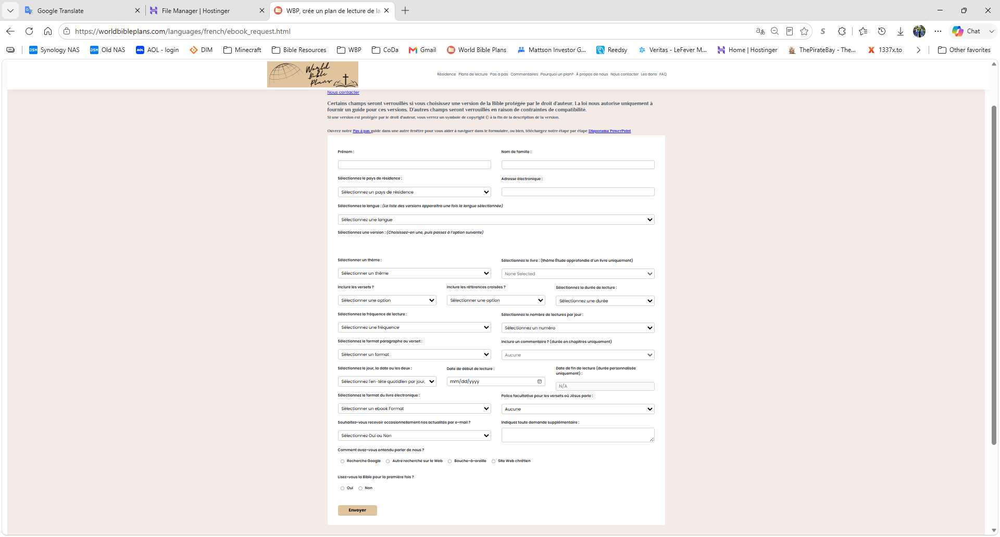 Google Translate
File Manager | Hostinger
WBP, crée un plan de lecture de la
https://worldbibleplans.com/languages/french/ebook_request.html
Chat
Synology NAS
Old NAS
AOL - login
DIM
Minecraft
Bible Resources
WBP
CoDa
Gmail
World Bible Plans
Mattson Investor G...
Reedsy
Veritas - LeFever M...
Home | Hostinger
ThePirateBay - The...
1337x.to
Other favorites
World
Bible
Plans
Résidence Plans de lecture Pas à pas Commentaires Pourquoi un plan? À propos de nous Nous contacter Les dons FAQ
Nous contacter
Certains champs seront verrouillés si vous choisissez une version de la Bible protégée par le droit d'auteur. La loi nous autorise uniquement à
fournir un guide pour ces versions. D'autres champs seront verrouillés en raison de contraintes de compatibilité.
Si une version est protégée par le droit d'auteur, vous verrez un symbole de copyright © à la fin de la description de la version.
Ouvrez notre Pas à pas guide dans une autre fenêtre pour vous aider à naviguer dans le formulaire, ou bien, téléchargez notre étape par étape Diaporama PowerPoint
Prénom :
Nom de famille :
Sélectionnez le pays de résidence :
Adresse électronique :
Sélectionnez un pays de résidence
Sélectionnez la langue : (La liste des versions apparaîtra une fois la langue sélectionnée)
Sélectionnez une langue
Sélectionnez une version : (Choisissez-en une, puis passez à l'option suivante)
Sélectionner un thème :
Sélectionnez le livre : (thème Étude approfondie d'un livre uniquement)
Sélectionner un thème
None Selected
Inclure les versets ?
Inclure les références croisées ?
Sélectionnez la durée de lecture :
Sélectionner une option
Sélectionner une option
Sélectionnez une durée
Sélectionnez la fréquence de lecture :
Sélectionnez le nombre de lectures par jour :
Sélectionnez une fréquence
Sélectionnez un numéro
Sélectionnez le format paragraphe ou verset :
Inclure un commentaire ? (durée en chapitres uniquement)
Sélectionner un format
Aucune
Sélectionnez le jour, la date ou les deux :
Date de début de lecture :
Date de fin de lecture (durée personnalisée
uniquement) :
Sélectionnez l'en-tête quotidien par jour,
mm/dd/yyyy
N/A
Sélectionnez le format du livre électronique :
Police facultative pour les versets où Jésus parle :
Sélectionner un ebook Format
Aucune
Souhaitez-vous recevoir occasionnellement nos actualités par e-mail ?
Indiquez toute demande supplémentaire :
Sélectionnez Oui ou Non
Comment avez-vous entendu parler de nous ?
Recherche Google
Autre recherche sur le Web
Bouche-à-oreille
Site Web chrétien
Lisez-vous la Bible pour la première fois ?
Oui
Non
Envoyer